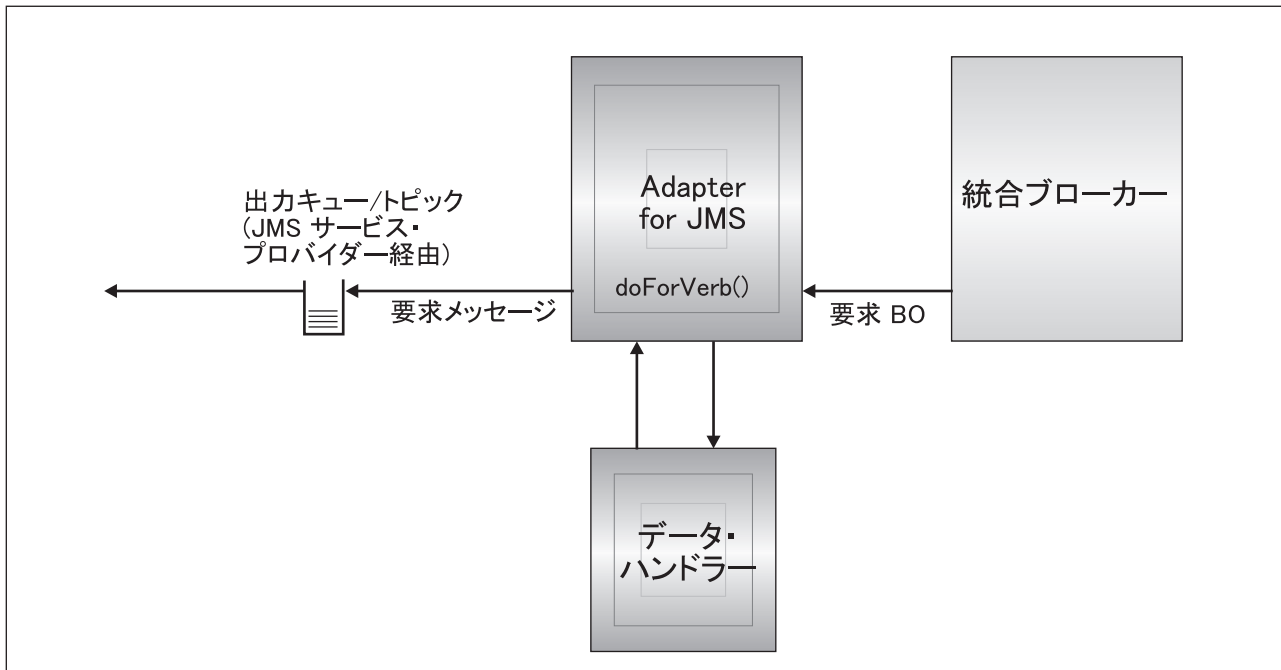 出力キュー/トピック
(JMS サービス・
プロバイダー経由)
要求メッセージ
Adapter
for JMS
doForVerb()
要求 BO
統合ブローカー
データ・
ハンドラー